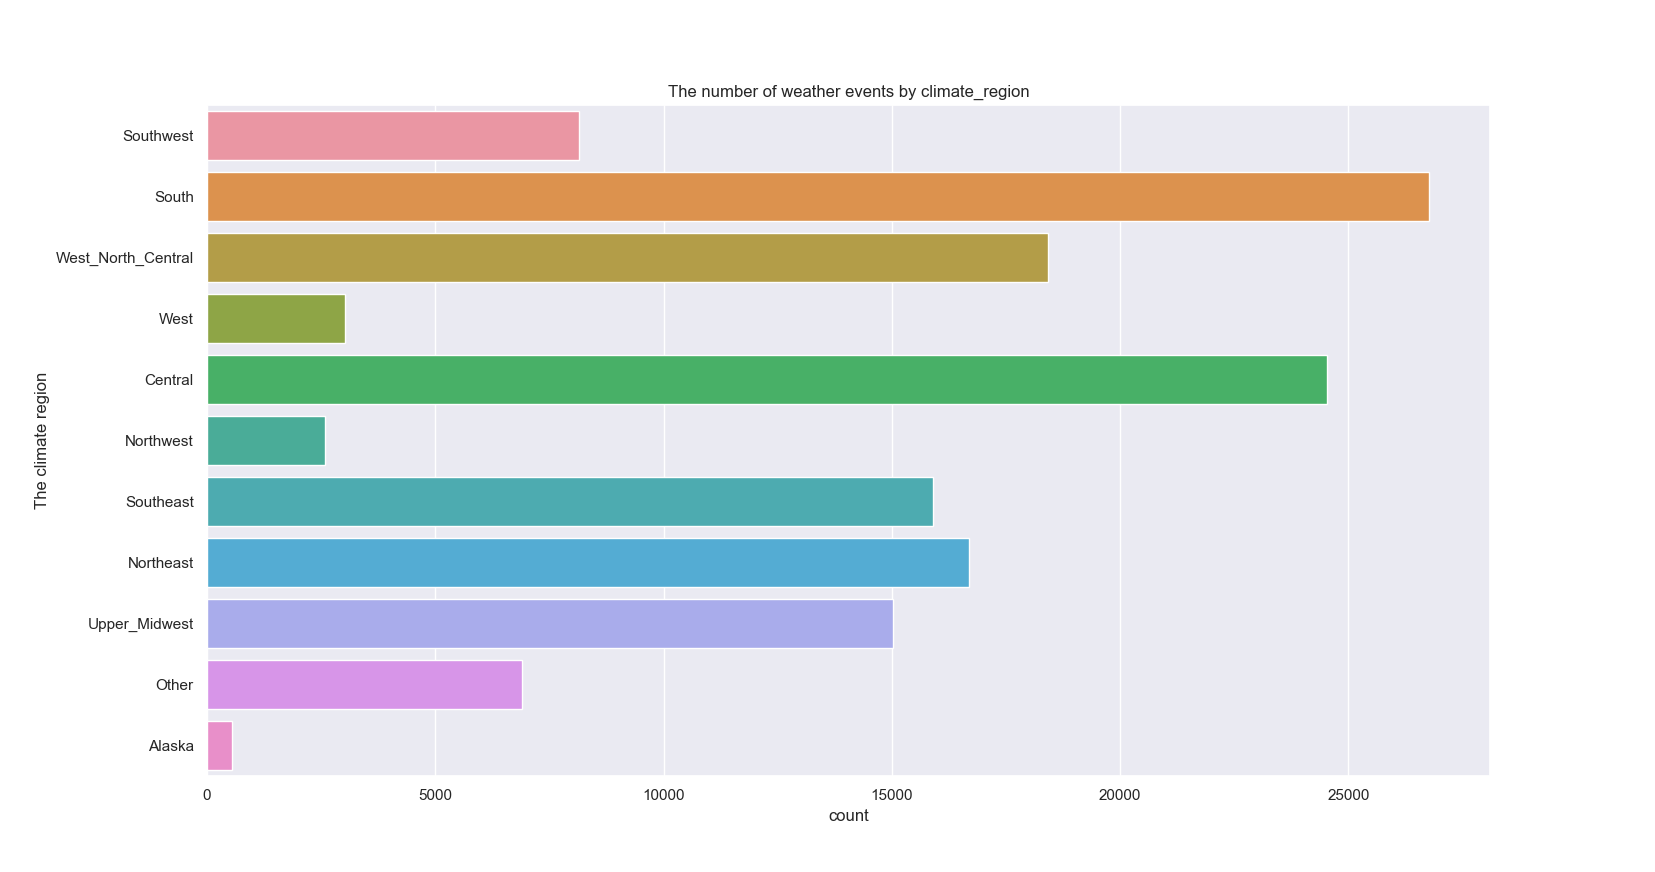 The number of weather events by climate_region
The climate region
Southwest
South
West_North_Central
West
Central
Northwest
Southeast
Northeast
Upper_Midwest
Other
Alaska
0 5000 10000 15000 20000 25000
count